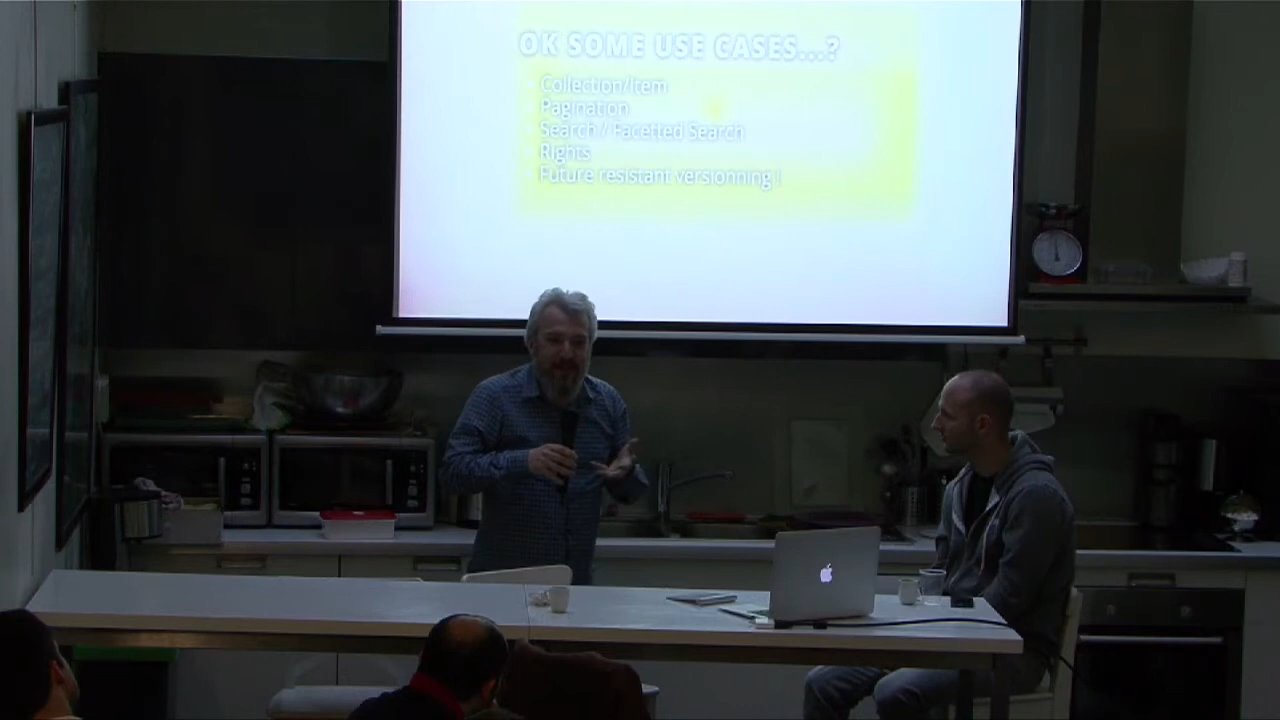 OK SOME USE CASES...?
Collection/Item
Pagination
Search // Facetted Search
Rights
Future resistant versionning !